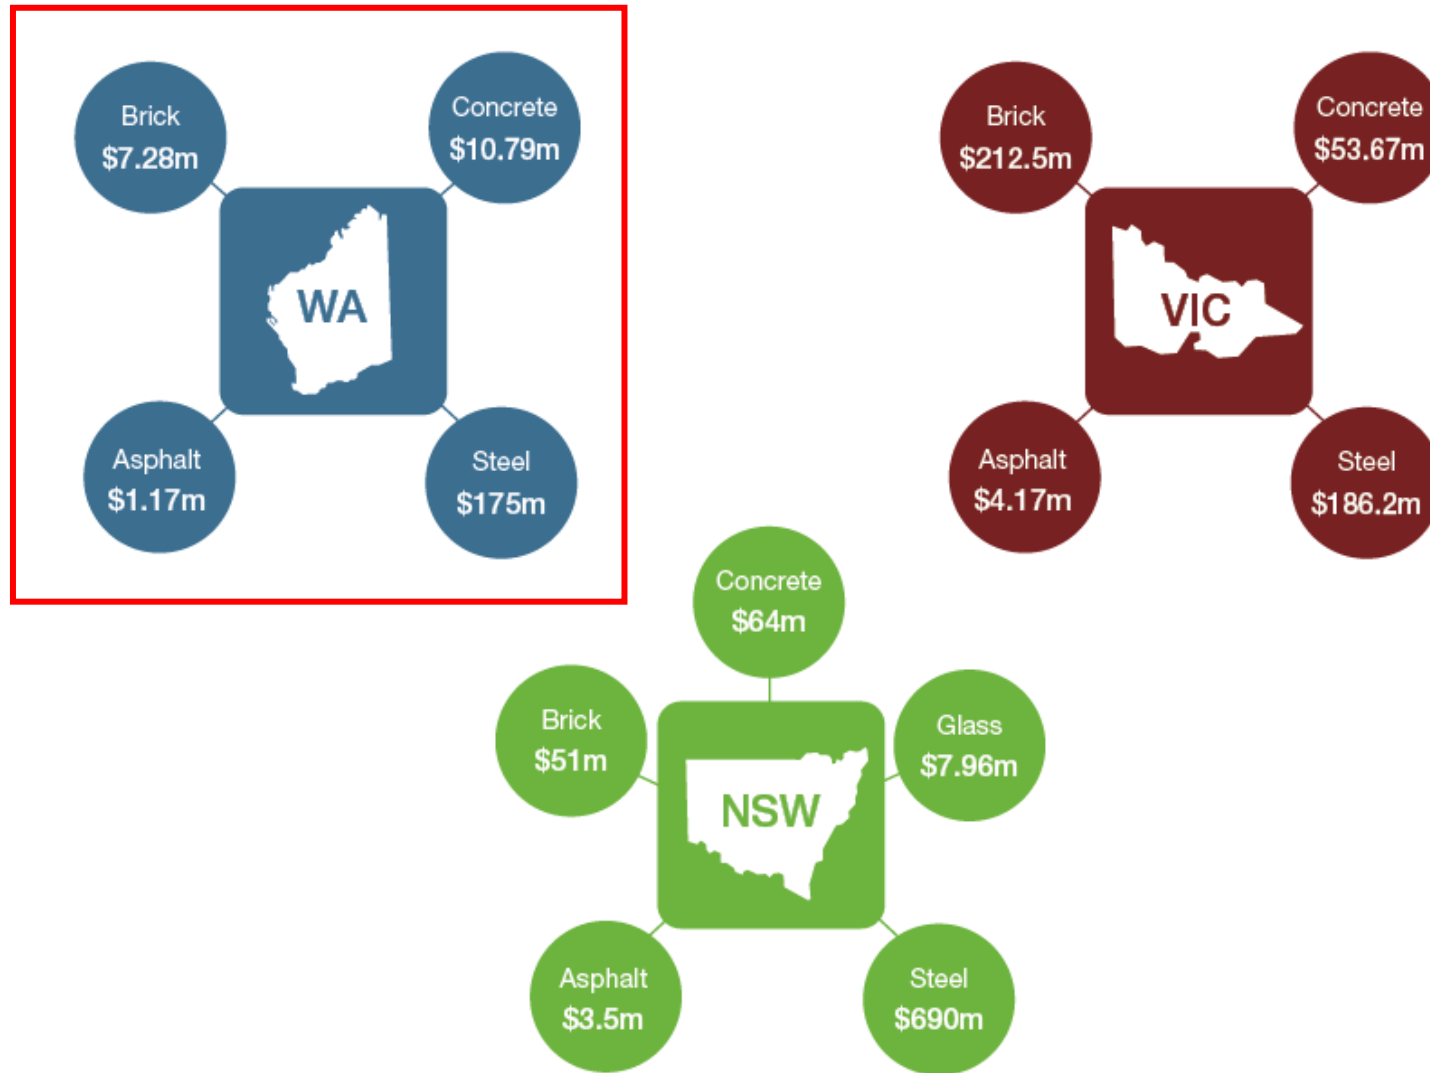 Brick
$7.28m
Concrete
$10.79m
WA
Asphalt
$1.17m
Steel
$175m
Brick
$212.5m
Concrete
$53.67m
VIC
Asphalt
$4.17m
Steel
$186.2m
Concrete
$64m
Brick
$51m
Glass
$7.96m
NSW
Asphalt
$3.5m
Steel
$690m